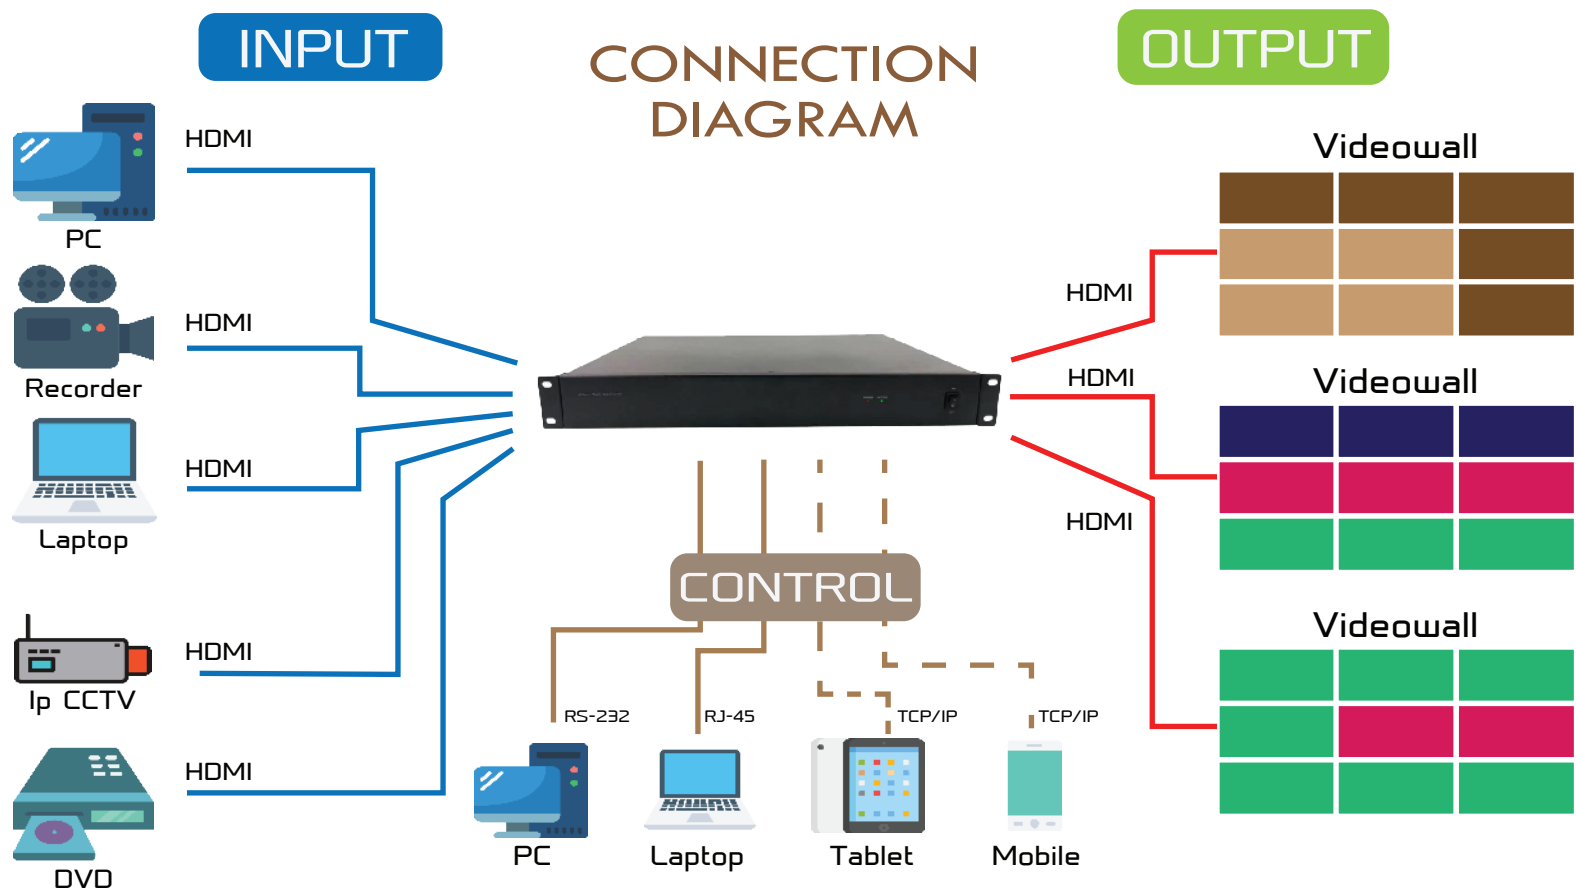 INPUT
CONNECTION
DIAGRAM
OUTPUT
HDMI
PC
HDMI
Recorder
HDMI
Laptop
HDMI
Ip CCTV
HDMI
DVD
CONTROL
RS-232
RJ-45
TCP/IP
TCP/IP
PC
Laptop
Tablet
Mobile
HDMI
HDMI
HDMI
Videowall
Videowall
Videowall